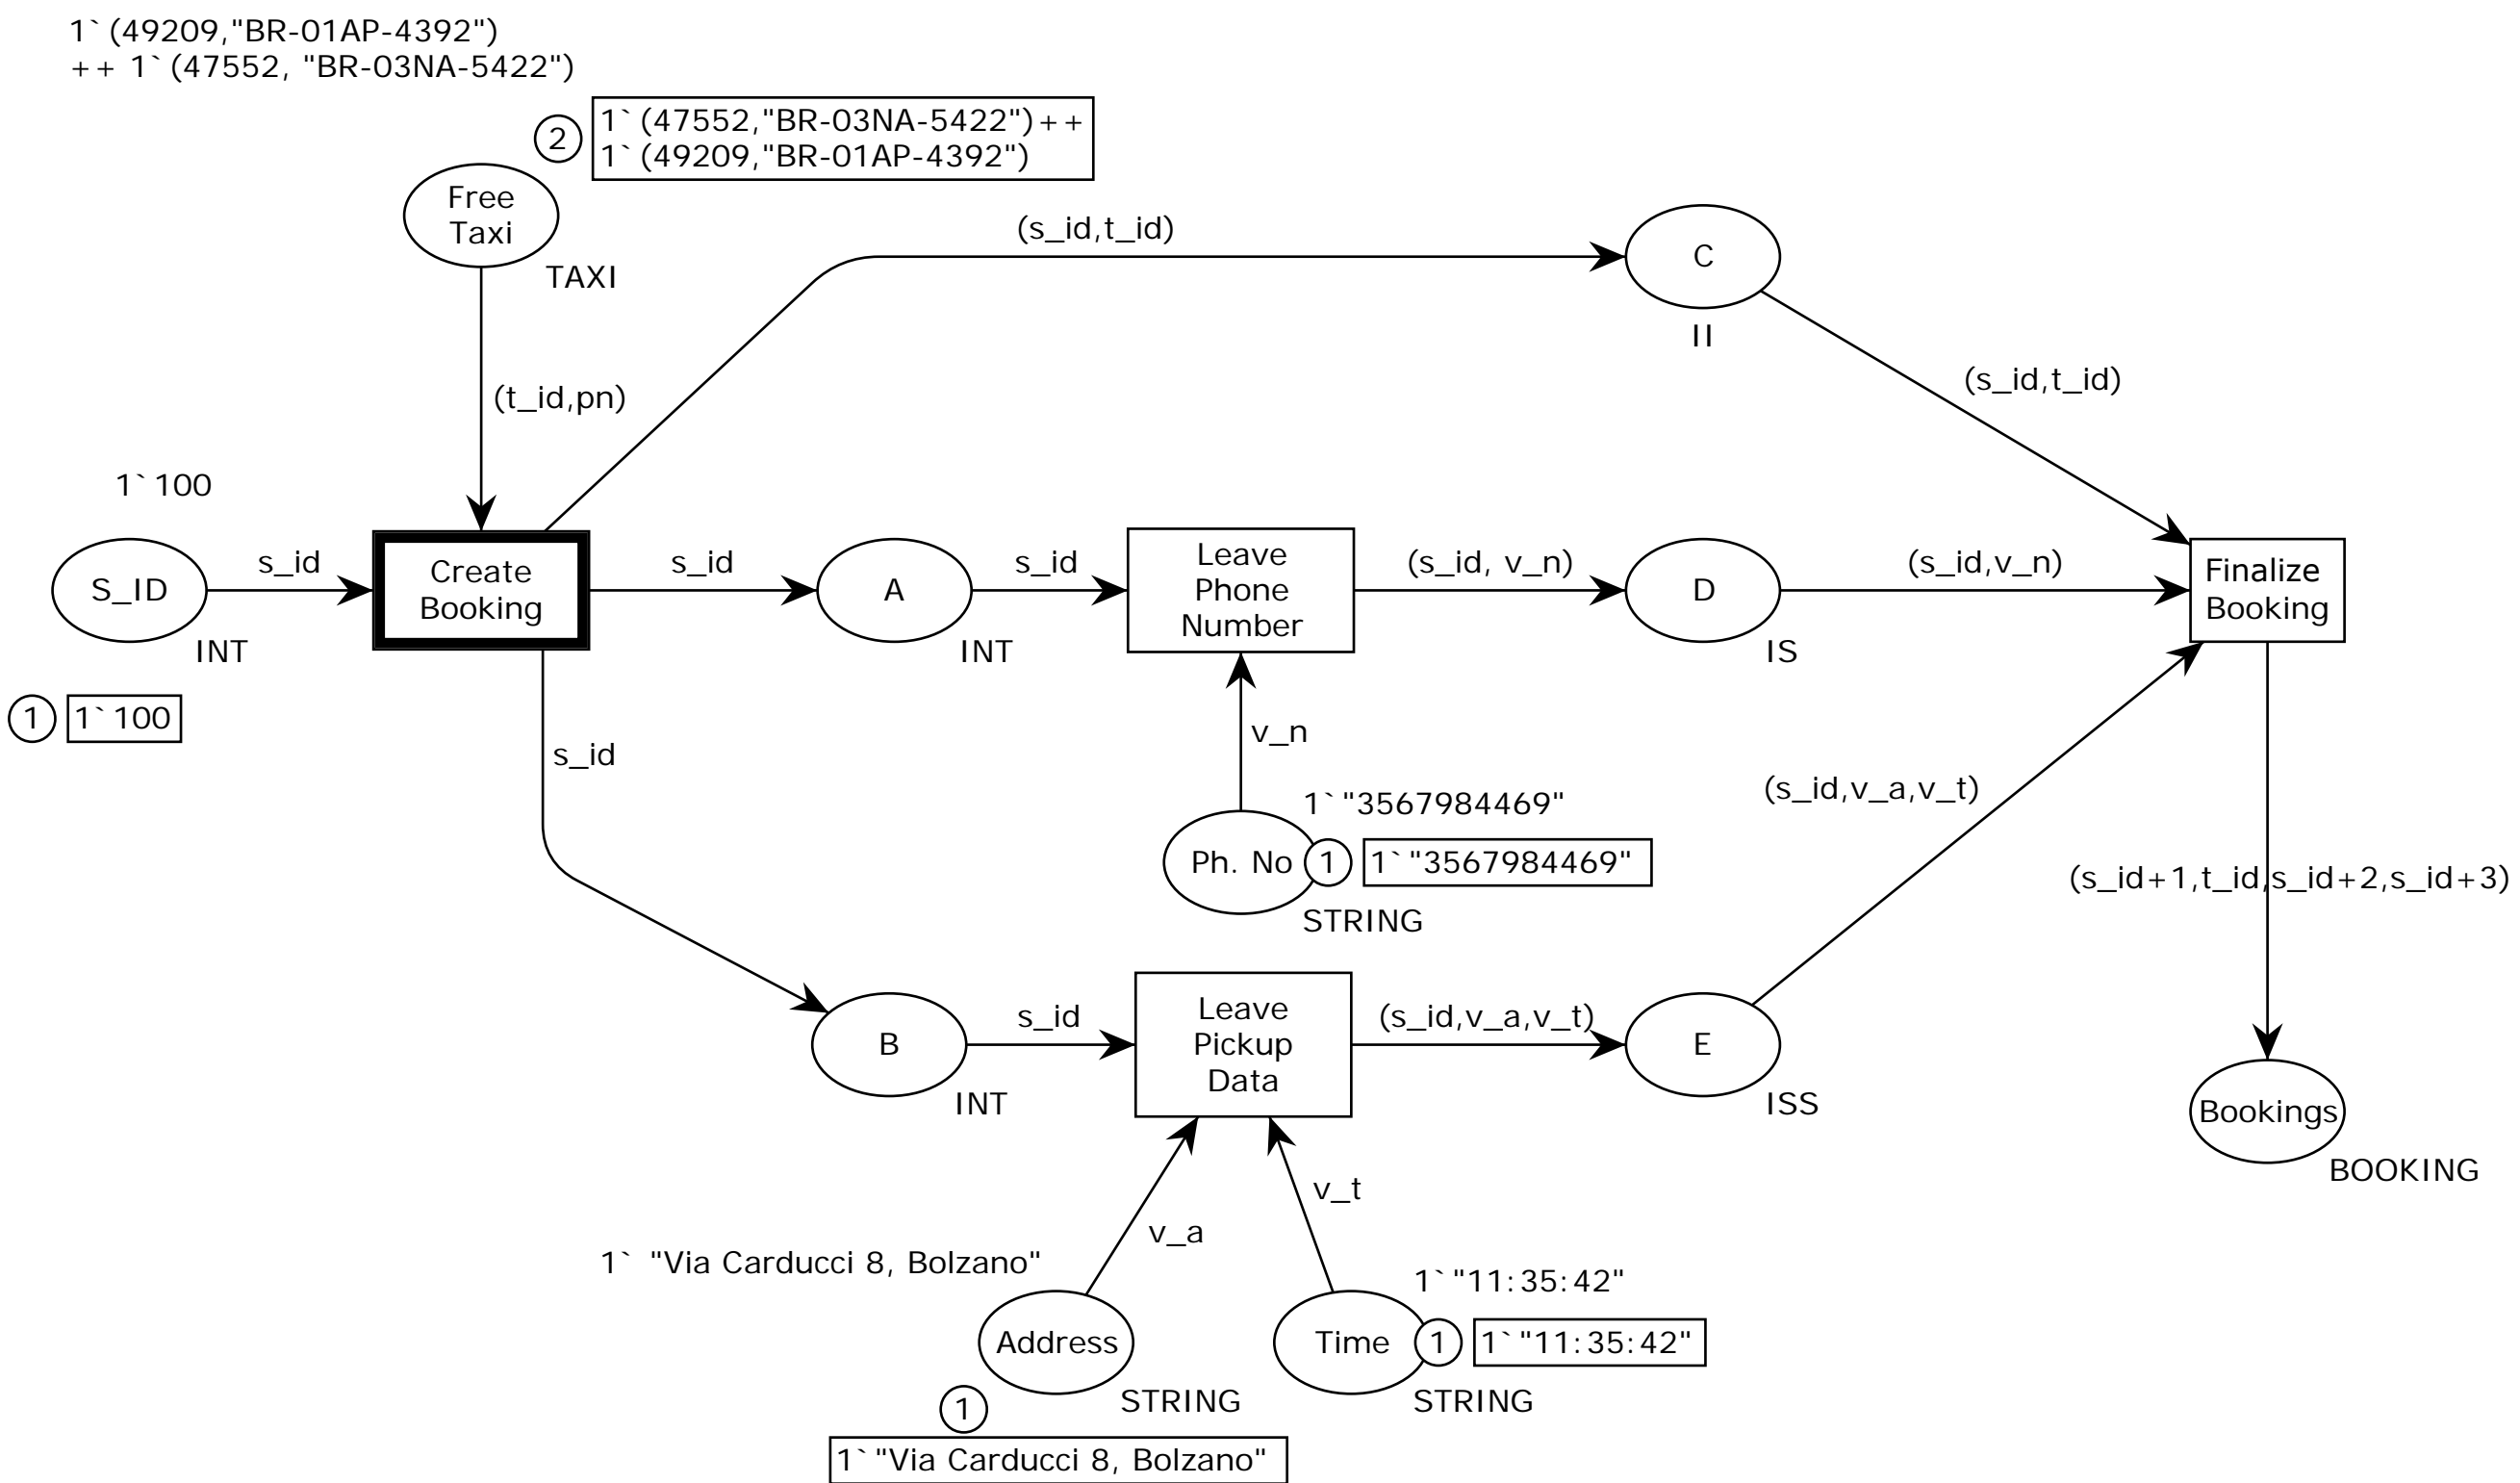 1`(49209,"BR-01AP-4392")
++ 1`(47552, "BR-03NA-5422")
2
1`(47552,"BR-03NA-5422")++
1`(49209,"BR-01AP-4392")
Free
Taxi
TAXI
(s_id,t_id)
C
II
(t_id,pn)
(s_id,t_id)
1`100
S_ID
INT
1
1`100
s_id
Create
Booking
s_id
A
INT
s_id
Leave
Phone
Number
(s_id, v_n)
D
IS
(s_id,v_n)
Finalize
Booking
s_id
v_n
1`"3567984469"
Ph. No
1
1`"3567984469"
STRING
(s_id,v_a,v_t)
(s_id+1,t_id,s_id+2,s_id+3)
B
INT
s_id
Leave
Pickup
Data
(s_id,v_a,v_t)
E
ISS
Bookings
BOOKING
v_a
v_t
1` "Via Carducci 8, Bolzano"
Address
STRING
1
1`"Via Carducci 8, Bolzano"
1`"11:35:42"
Time
1
1`"11:35:42"
STRING